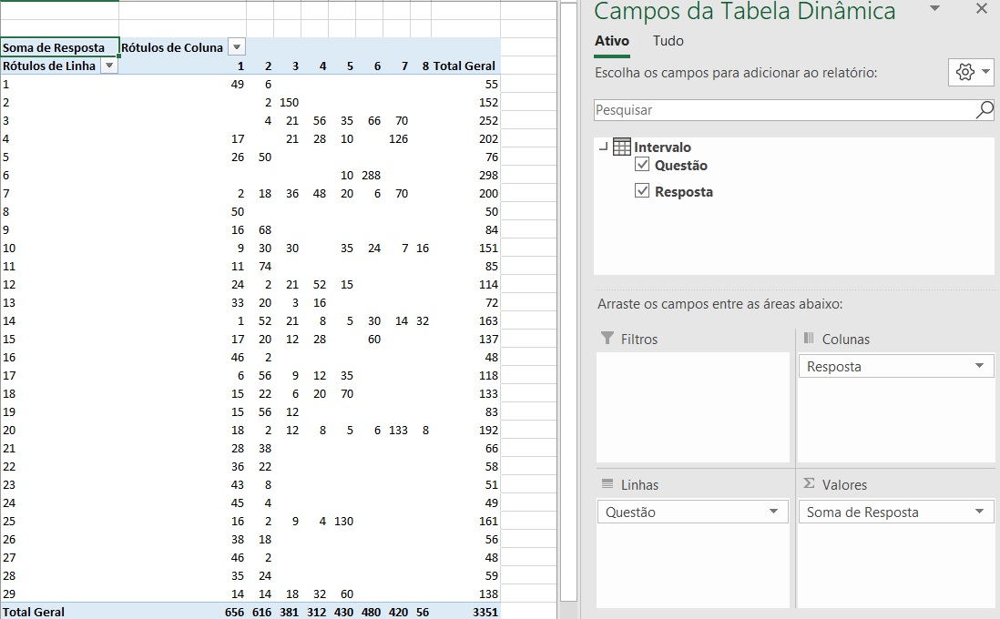 Soma de Resposta Rótulos de Coluna
Rótulos de Linha 1 2 3 4 5 6 7 8 Total Geral
1 49 6 55
2 2 150 152
3 4 21 56 35 66 70 252
4 17 21 28 10 126 202
5 26 50 76
6 10 288 298
7 2 18 36 48 20 6 70 200
8 50 50
9 16 68 84
10 9 30 30 35 24 7 16 151
11 11 74 85
12 24 2 21 52 15 114
13 33 20 3 16 72
14 1 52 21 8 5 30 14 32 163
15 17 20 12 28 60 137
16 46 2 48
17 6 56 9 12 35 118
18 15 22 6 20 70 133
19 15 56 12 83
20 18 2 12 8 5 6 133 8 192
21 28 38 66
22 36 22 58
23 43 8 51
24 45 4 49
25 16 2 9 4 130 161
26 38 18 56
27 46 2 48
28 35 24 59
29 14 14 18 32 60 138
Total Geral 656 616 381 312 430 480 420 56 3351
Campos da Tabela Dinâmica
Ativo Tudo
Escolha os campos para adicionar ao relatório:
Pesquisar
Intervalo
Questão
Resposta
Arraste os campos entre as áreas abaixo:
Filtros
Colunas
Resposta
Linhas
Questão
Valores
Soma de Resposta